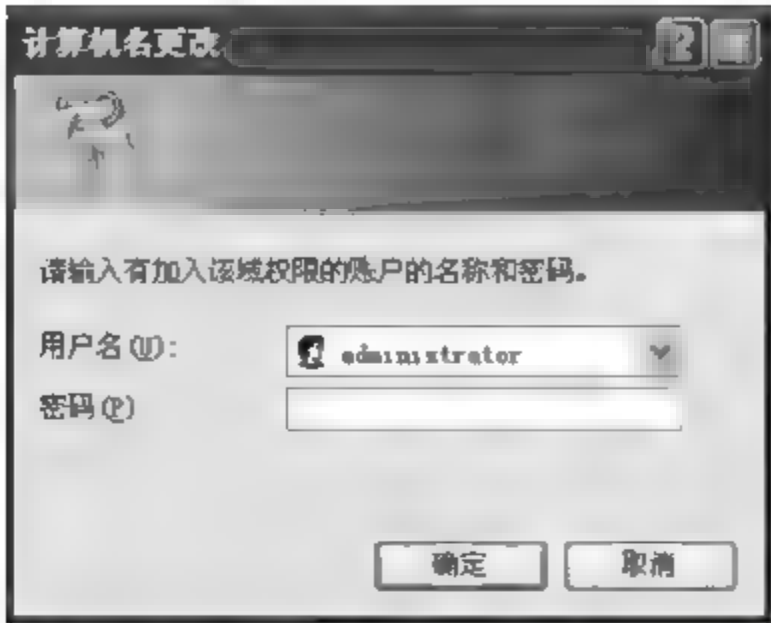 计算机名更改
请输入有加入该域权限的账户的名称和密码。
用户名(U):
administrator
密码(P)
确定
取消